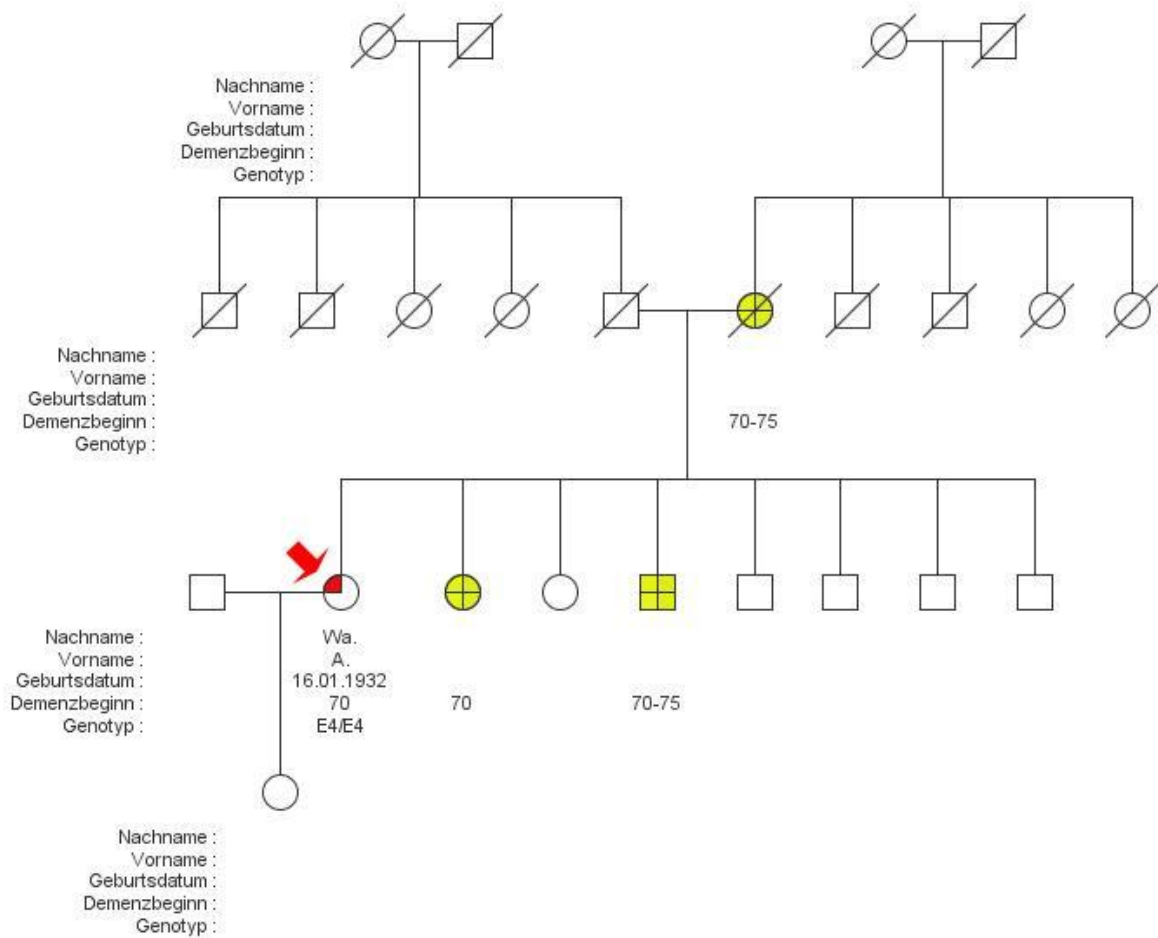 Nachname :
Vorname :
Geburtsdatum :
Demenzbeginn :
Genotyp :
Nachname :
Vorname :
Geburtsdatum :
Demenzbeginn : 70-75
Genotyp :
Nachname : Wa.
Vorname : A.
Geburtsdatum : 16.01.1932
Demenzbeginn : 70 70 70-75
Genotyp : E4/E4
Nachname :
Vorname :
Geburtsdatum :
Demenzbeginn :
Genotyp :